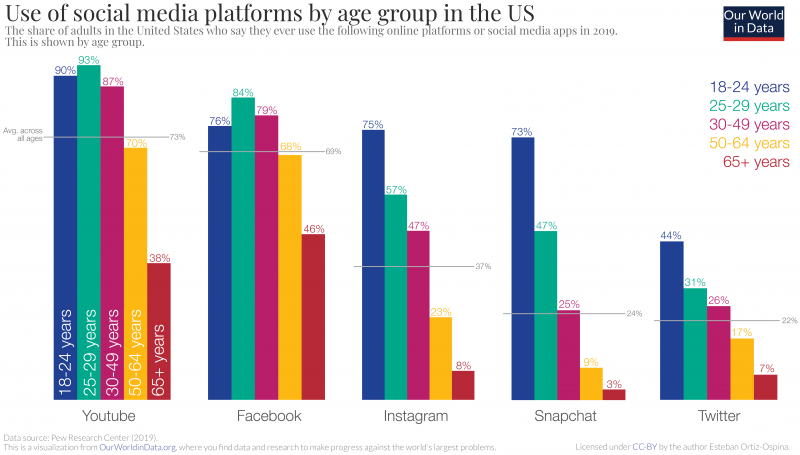 Use of social media platforms by age group in the US
The share of adults in the United States who say they ever use the following online platforms or social media apps in 2019.
This is shown by age group.
Our World
in Data
18-24 years
25-29 years
30-49 years
50-64 years
65+ years
Avg. across
all ages
90%
93%
87%
70%
38%
73%
76%
84%
79%
68%
46%
69%
75%
57%
47%
23%
8%
37%
73%
47%
25%
9%
3%
24%
44%
31%
26%
17%
7%
22%
18-24 years
25-29 years
30-49 years
50-64 years
65+ years
Youtube
Facebook
Instagram
Snapchat
Twitter
Data source: Pew Research Center (2019).
This is a visualization from OurWorldinData.org, where you find data and research to make progress against the world's largest problems.
Licensed under CC-BY by the author Esteban Ortiz-Ospina.